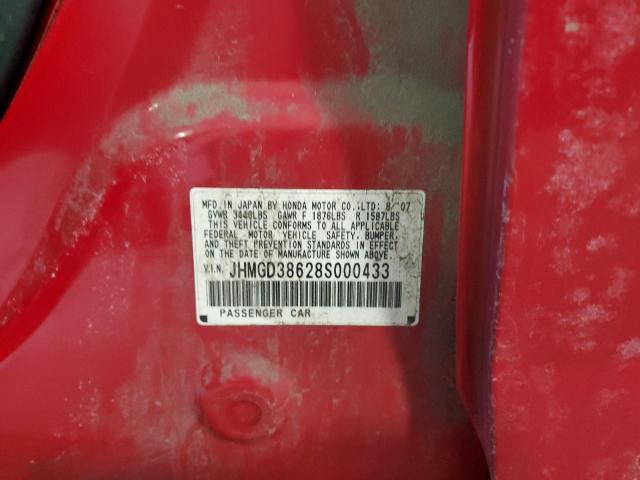 MFD.IN JAPAN BY HONDA MOTOR CO.,LTD: 8/'07
GVWR 3440LBS GAWR F 1876LBS R 1587LBS
THIS VEHICLE CONFORMS TO ALL APPLICABLE
FEDERAL MOTOR VEHICLE SAFETY, BUMPER,
AND THEFT PREVENTION STANDARDS IN EFFECT
ON THE DATE OF MANUFACTURE SHOWN ABOVE.
V.I.N. JHMGD38628S000433
PASSENGER CAR